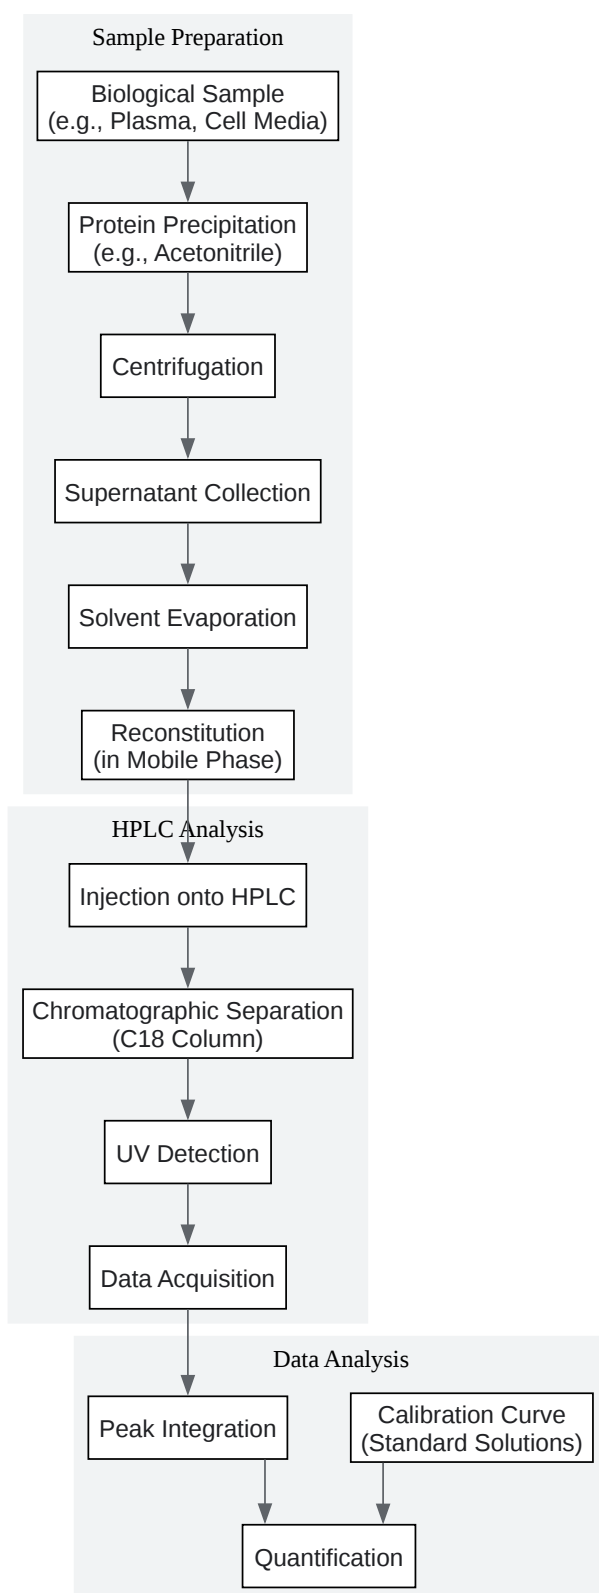 Sample Preparation
Biological Sample
(e.g., Plasma, Cell Media)
Protein Precipitation
(e.g., Acetonitrile)
Centrifugation
Supernatant Collection
Solvent Evaporation
Reconstitution
(in Mobile Phase)
HPLC Analysis
Injection onto HPLC
Chromatographic Separation
(C18 Column)
UV Detection
Data Acquisition
Data Analysis
Peak Integration
Calibration Curve
(Standard Solutions)
Quantification